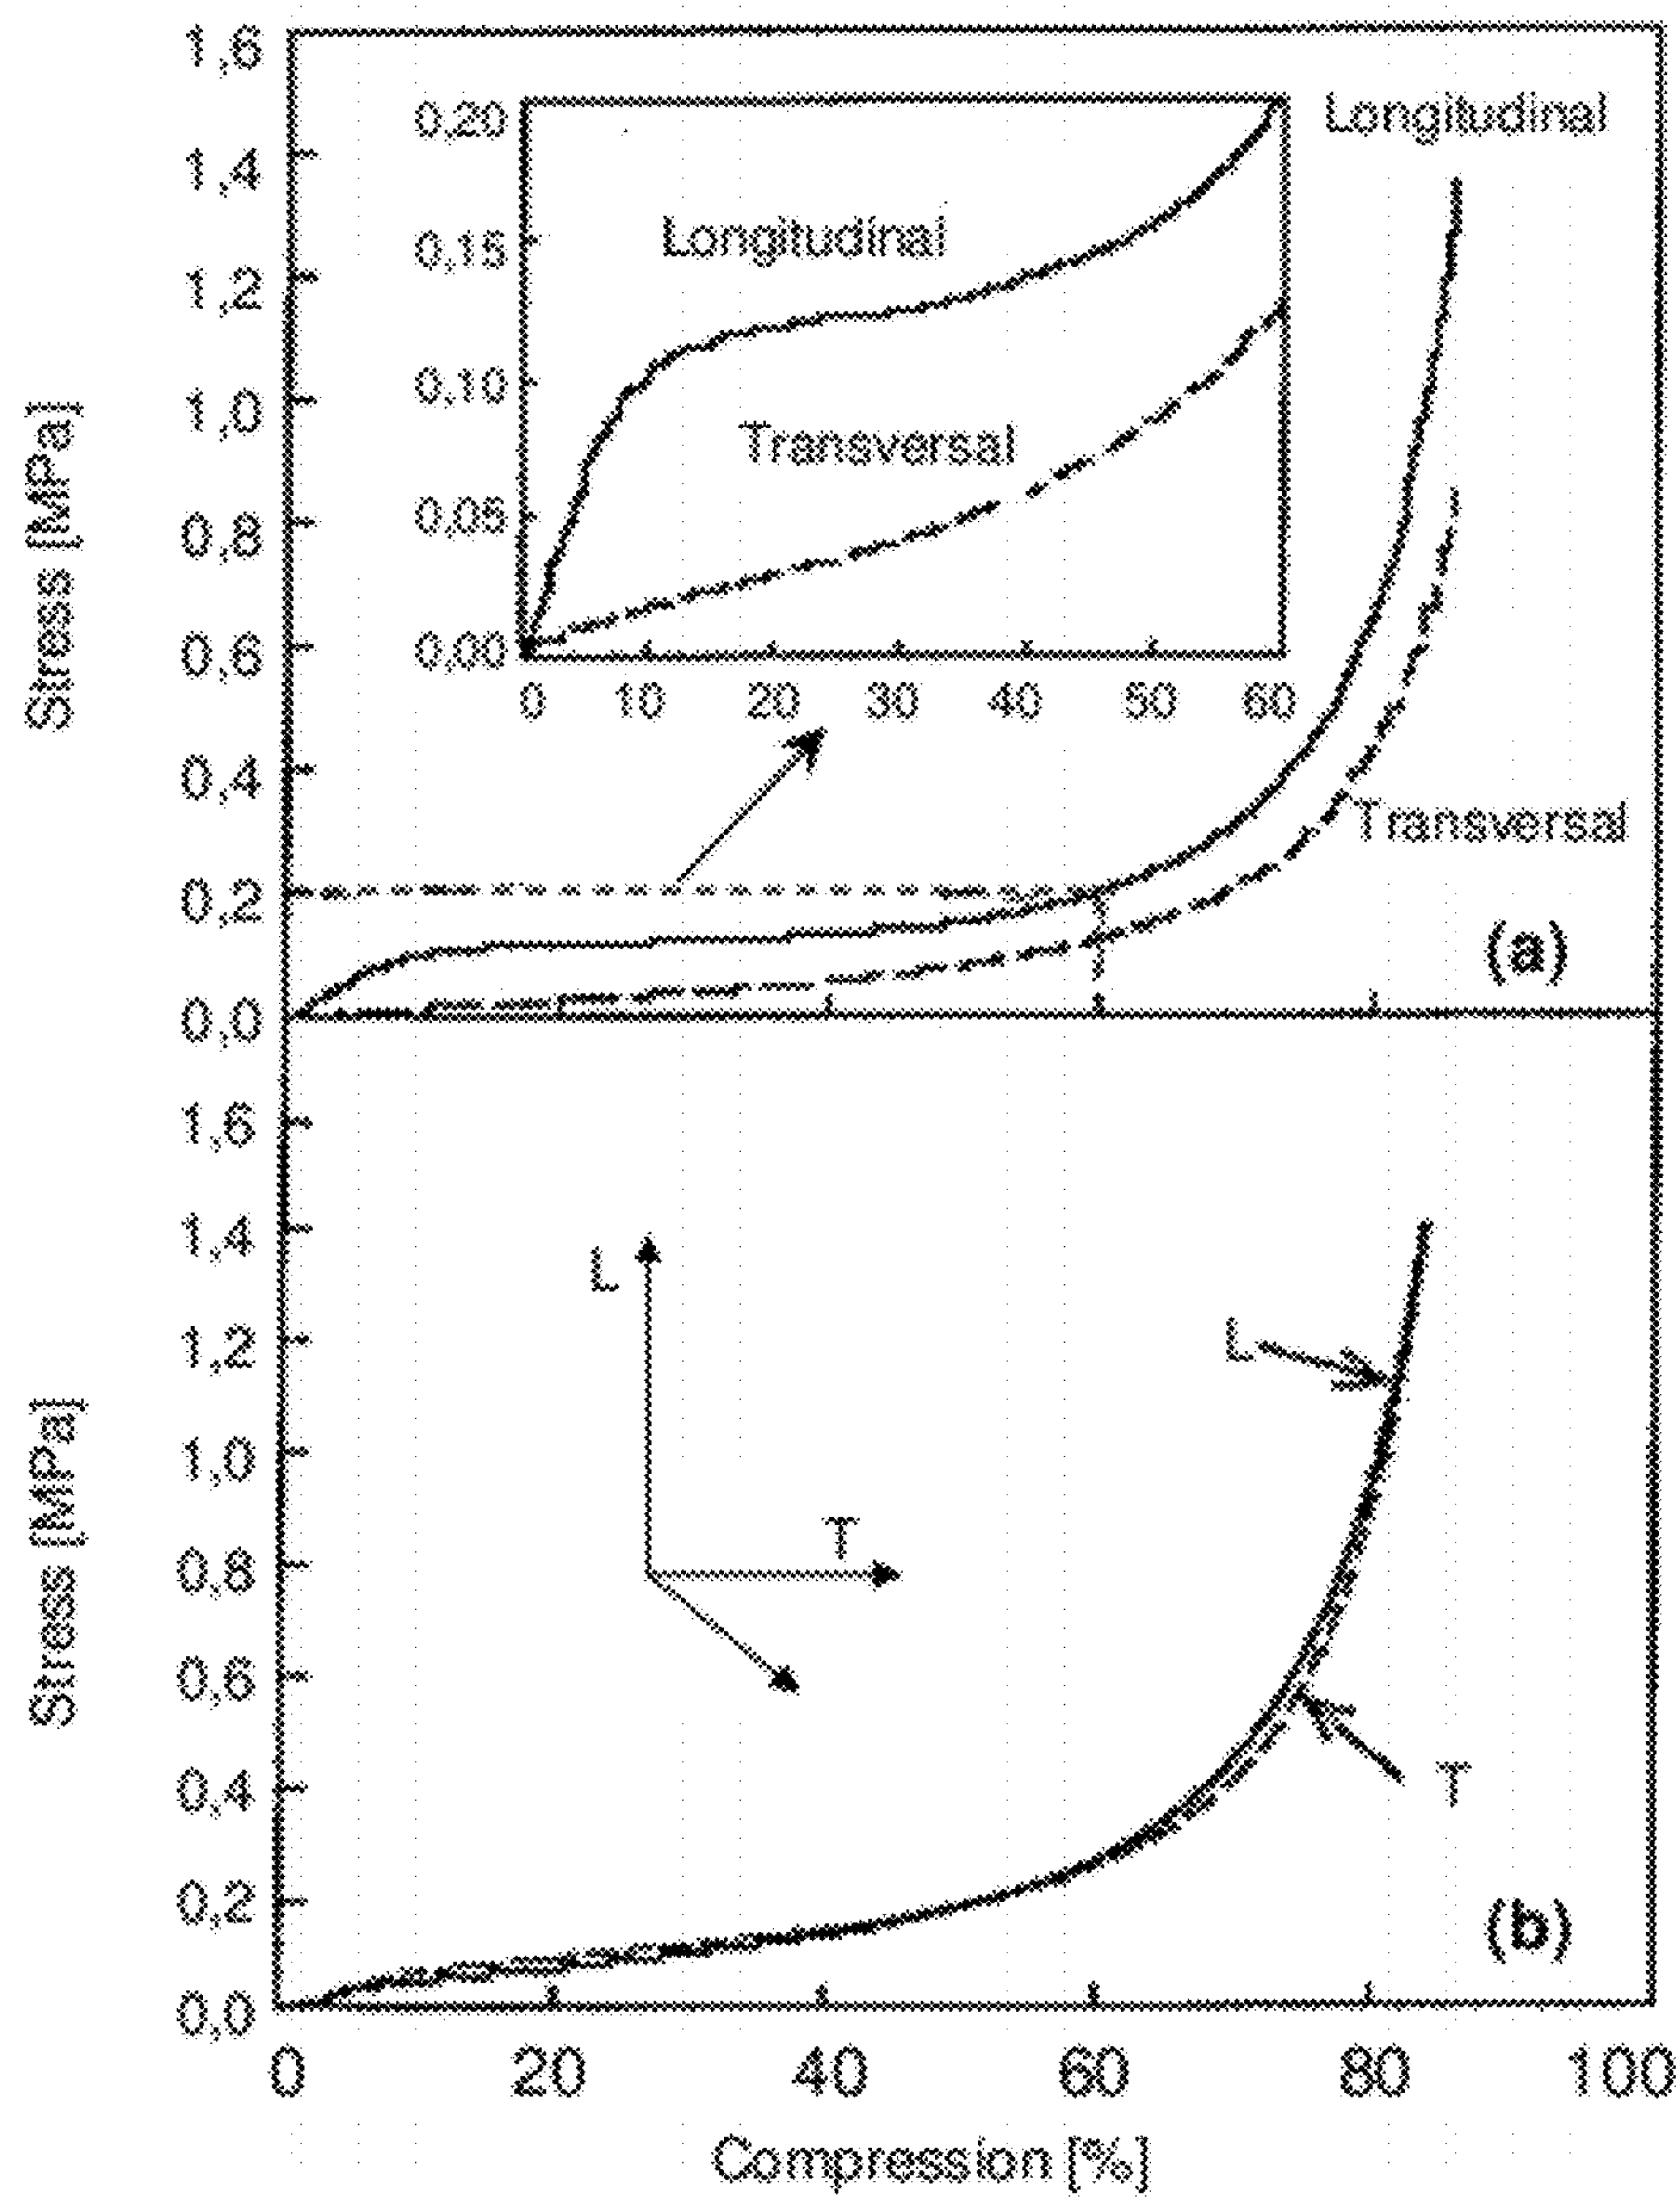 1,6
1,4
1,2
1,0
0,8
0,6
0,4
0,2
0,0
Stress [MPa]
0,20
0,15
0,10
0,05
0,00
0 10 20 30 40 50 60
Longitudinal
Transversal
Longitudinal
Transversal
(a)
1,6
1,4
1,2
1,0
0,8
0,6
0,4
0,2
0,0
Stress [MPa]
L
T
L
T
(b)
0 20 40 60 80 100
Compression [%]